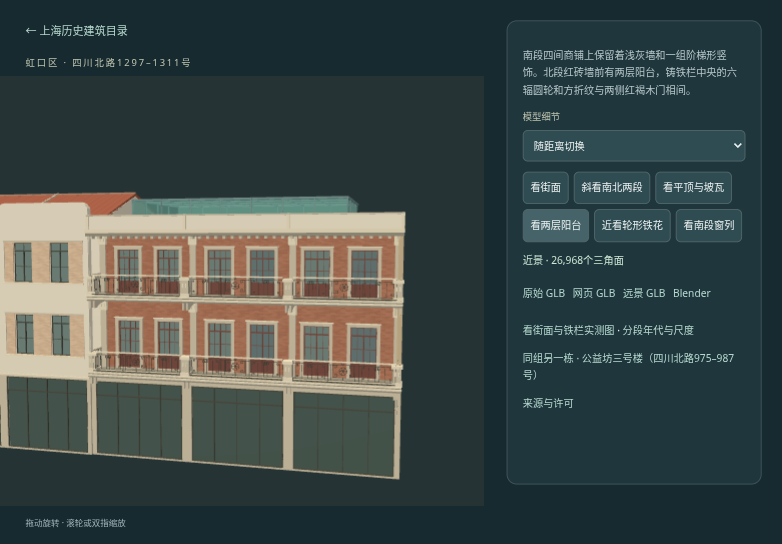 ← 上海历史建筑目录
虹口区 · 四川北路1297–1311号
南段四间商铺上保留着浅灰墙和一组阶梯形竖
饰。北段红砖墙前有两层阳台，铸铁栏中央的六
辐圆轮和方折纹与两侧红褐木门相间。
模型细节
随距离切换
看街面 斜看南北两段 看平顶与坡瓦
看两层阳台 近看轮形铁花 看南段窗列
近景 · 26,968个三角面
原始 GLB 网页 GLB 远景 GLB Blender
看街面与铁栏实测图 · 分段年代与尺度
同组另一栋 · 公益坊三号楼（四川北路975–987
号）
来源与许可
拖动旋转 · 滚轮或双指缩放